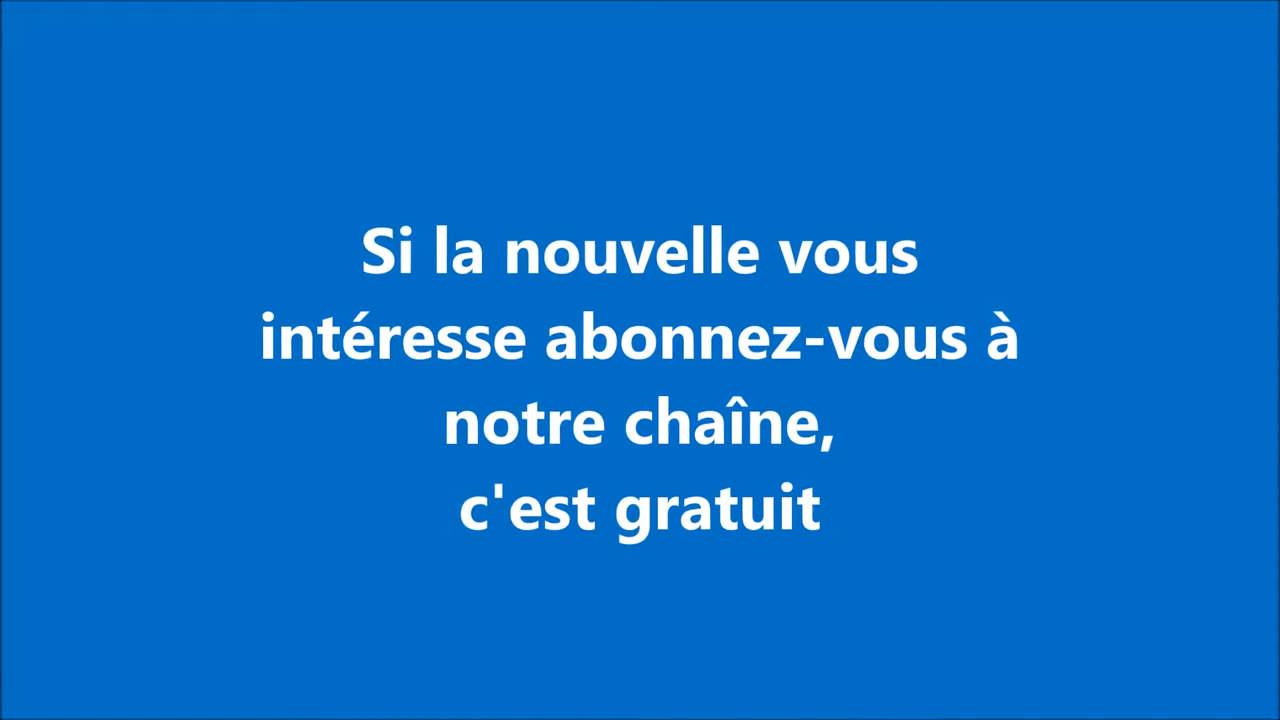 Si la nouvelle vous
intéresse abonnez-vous à
notre chaîne,
c'est gratuit